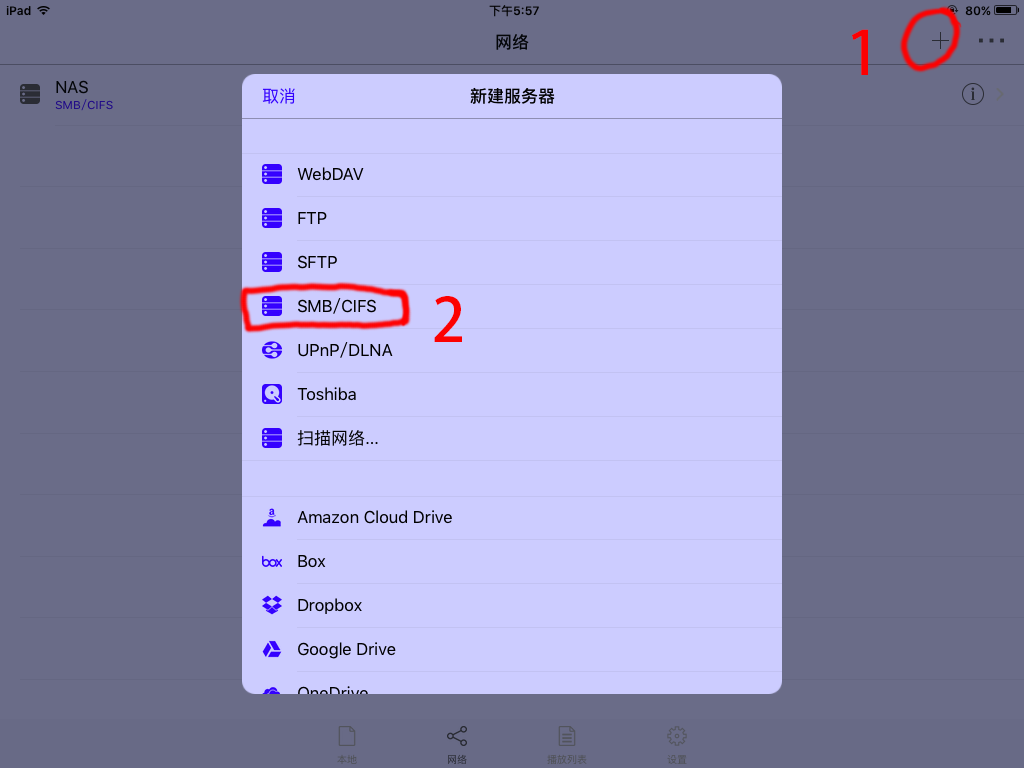 iPad 下午5:57 80%
网络
1
NAS
SMB/CIFS
取消 新建服务器
WebDAV
FTP
SFTP
SMB/CIFS
2
UPnP/DLNA
Toshiba
扫描网络...
Amazon Cloud Drive
box Box
Dropbox
Google Drive
OneDrive
本地 网络 播放列表 设置